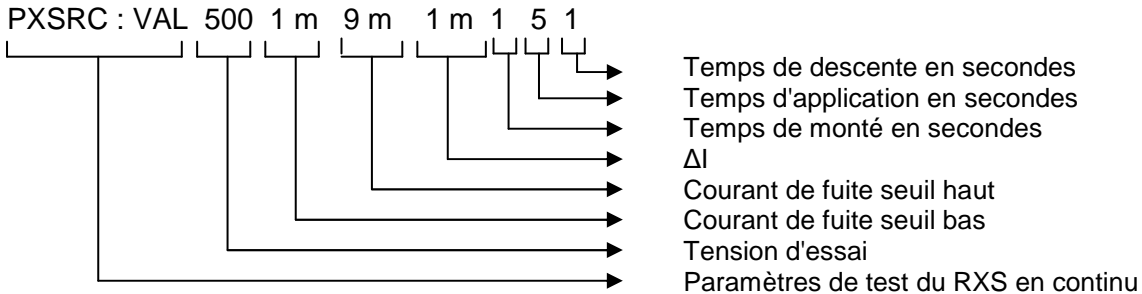 PXSRC : VAL 500 1 m 9 m 1 m 1 5 1
Temps de descente en secondes
Temps d'application en secondes
Temps de monté en secondes
ΔI
Courant de fuite seuil haut
Courant de fuite seuil bas
Tension d'essai
Paramètres de test du RXS en continu